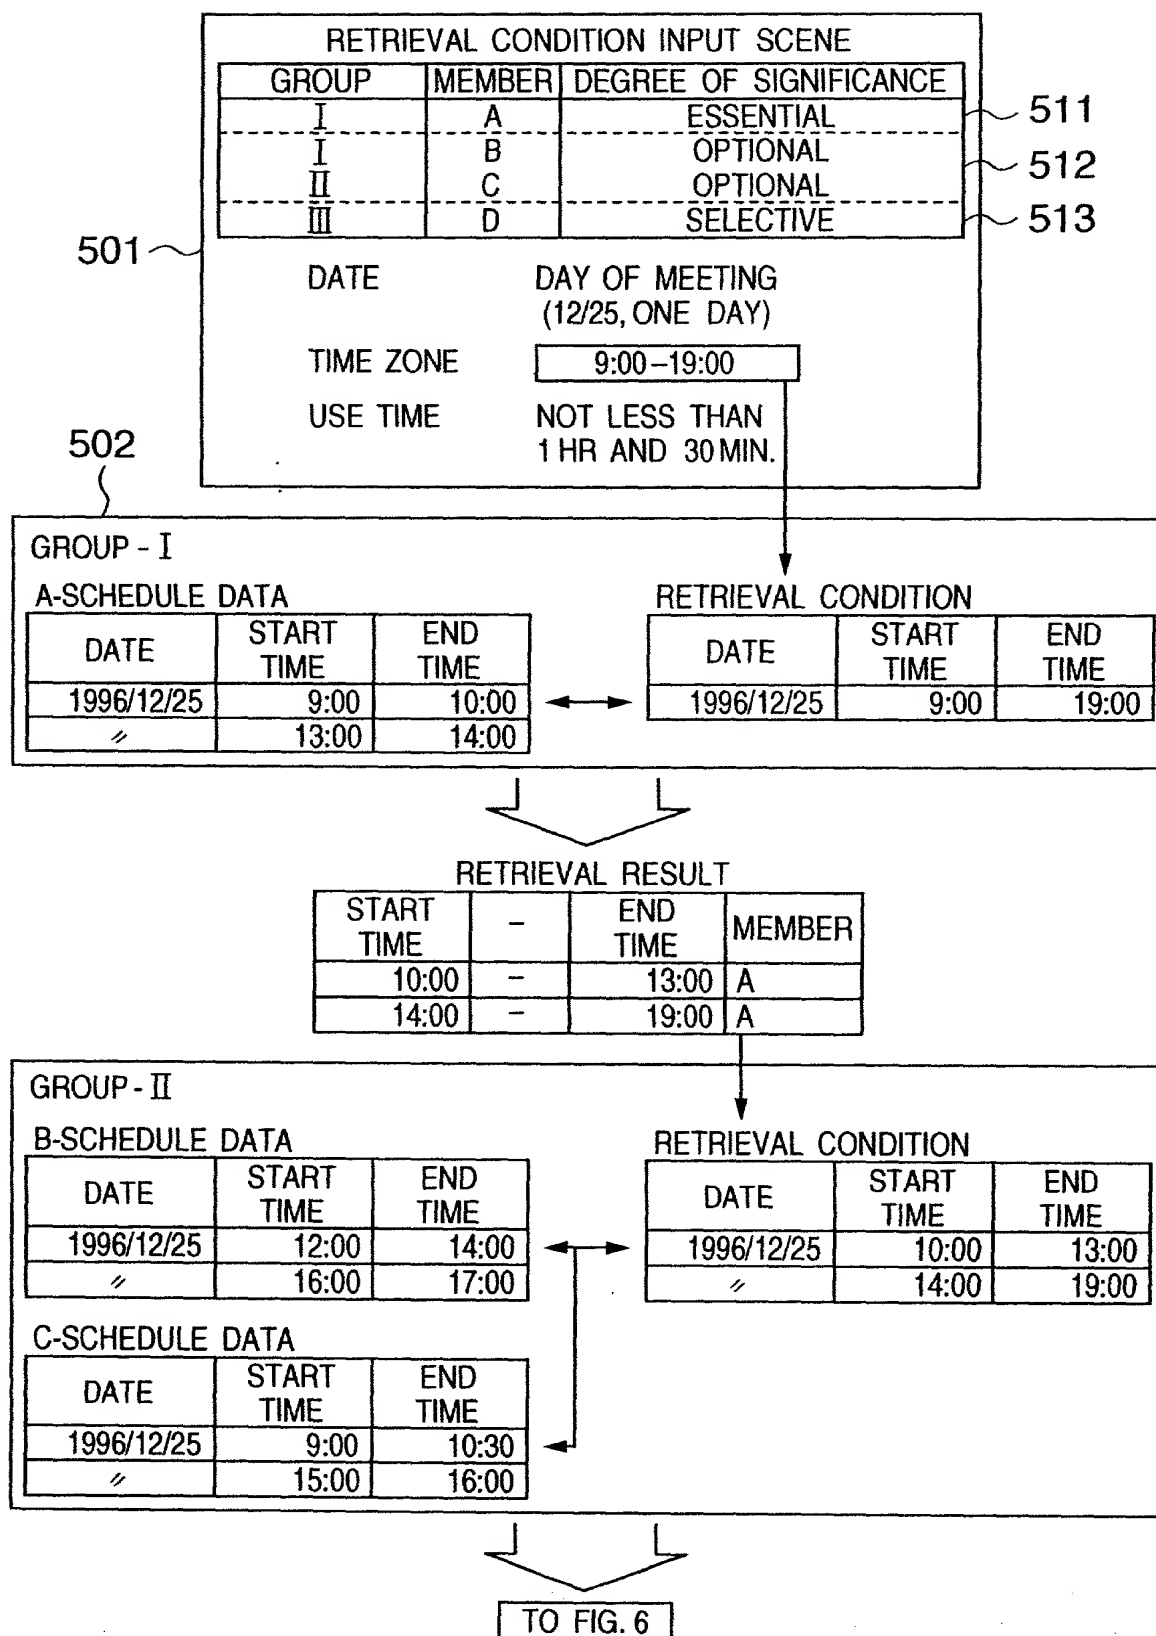 RETRIEVAL CONDITION INPUT SCENE
GROUP MEMBER DEGREE OF SIGNIFICANCE
I A ESSENTIAL 511
I B OPTIONAL
512
II C OPTIONAL
III D SELECTIVE 513
501
DATE DAY OF MEETING
(12/25, ONE DAY)
TIME ZONE 9:00–19:00
USE TIME NOT LESS THAN
1 HR AND 30 MIN.
502
GROUP - I
A-SCHEDULE DATA
DATE START TIME END TIME
1996/12/25 9:00 10:00
〃 13:00 14:00
RETRIEVAL CONDITION
DATE START TIME END TIME
1996/12/25 9:00 19:00
RETRIEVAL RESULT
START TIME – END TIME MEMBER
10:00 – 13:00 A
14:00 – 19:00 A
GROUP - II
B-SCHEDULE DATA
DATE START TIME END TIME
1996/12/25 12:00 14:00
〃 16:00 17:00
RETRIEVAL CONDITION
DATE START TIME END TIME
1996/12/25 10:00 13:00
〃 14:00 19:00
C-SCHEDULE DATA
DATE START TIME END TIME
1996/12/25 9:00 10:30
〃 15:00 16:00
TO FIG. 6